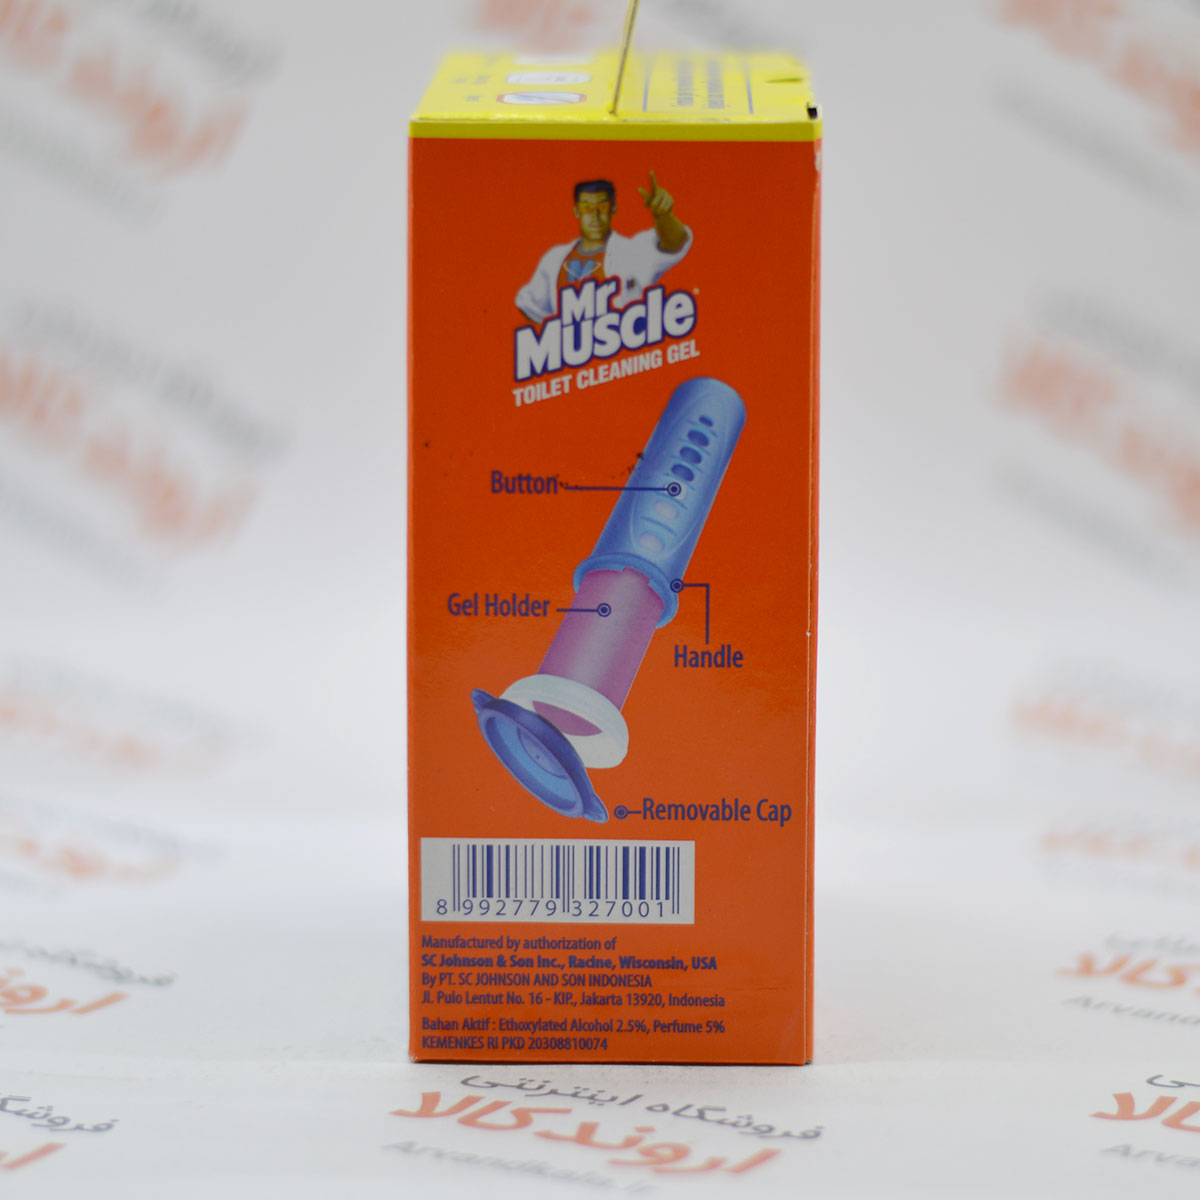 Mr
Muscle
TOILET CLEANING GEL
Button
Gel Holder
Handle
Removable Cap
8 992779 327001
Manufactured by authorization of
SC Johnson & Son Inc., Racine, Wisconsin, USA
By PT. SC JOHNSON AND SON INDONESIA
Jl. Pulo Lentut No. 16 - KIP., Jakarta 13920, Indonesia
Bahan Aktif : Ethoxylated Alcohol 2.5%, Perfume 5%
KEMENKES RI PKD 20308810074
فروشگاه اینترنتی
اروند کالا
Arvandkala.ir